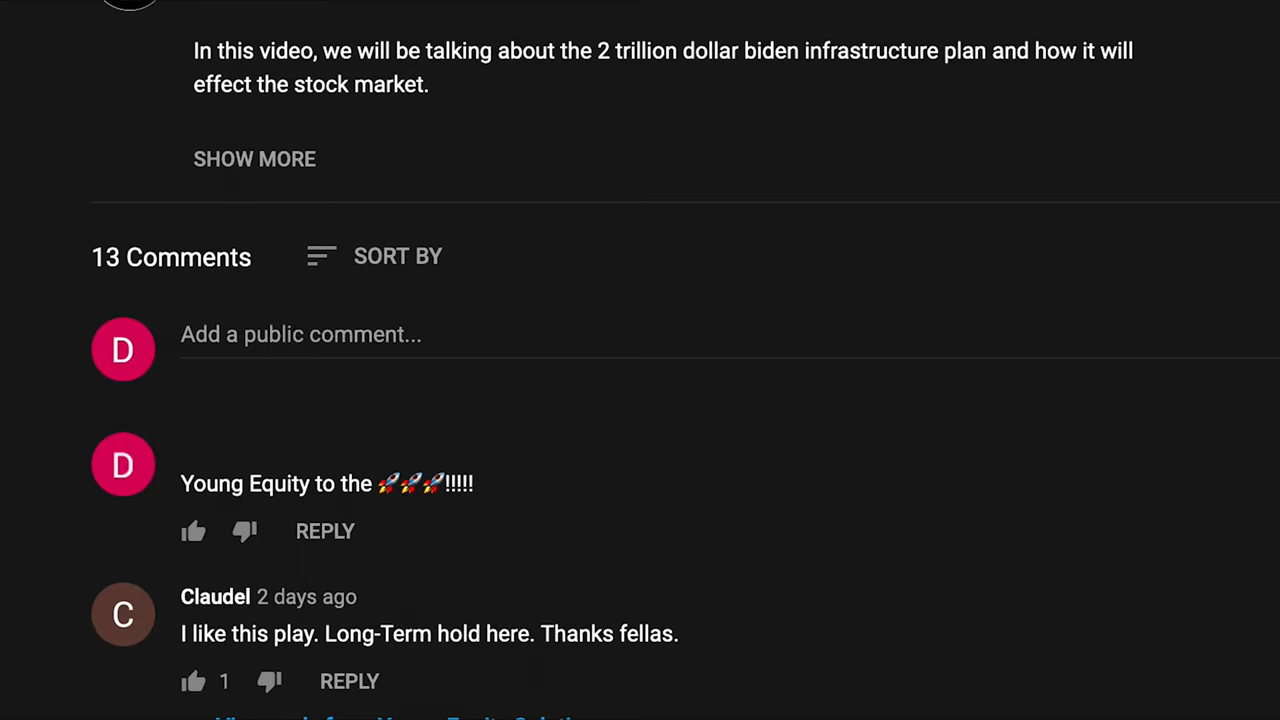 In this video, we will be talking about the 2 trillion dollar biden infrastructure plan and how it will
effect the stock market.
SHOW MORE
13 Comments SORT BY
D Add a public comment...
D
Young Equity to the 🚀🚀🚀!!!!!
REPLY
Claudel 2 days ago
C
I like this play. Long-Term hold here. Thanks fellas.
1 REPLY